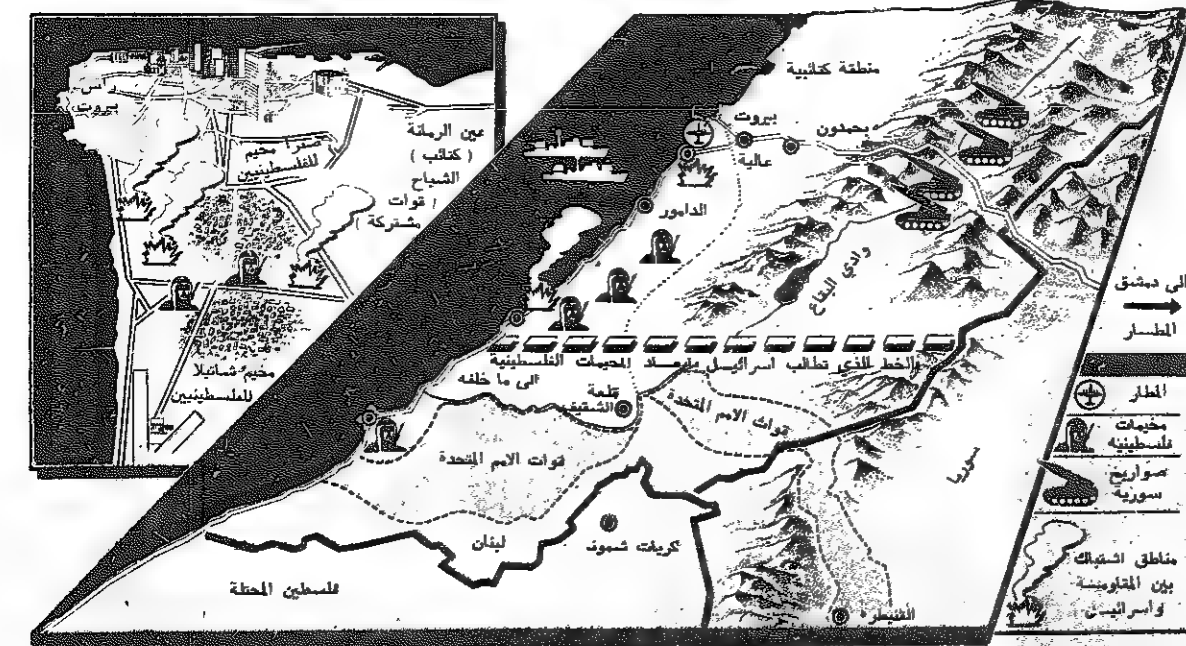 بيروت
صبرا مخيم
للفلسطينيين
عين الرمانة
( كتائب )
الشياح
( قوات
مشتركة )
مخيم شاتيلا
للفلسطينيين
منطقة كتائبية
بيروت
بحمدون
عالية
الدامور
وادي البقاع
الى دمشق
الخط الذي تطالب اسرائيل بابعاد المخيمات الفلسطينية
الى ما خلفه
قلعة
الشقيف
قوات الامم المتحدة
قوات الامم المتحدة
سوريا
لبنان
كريات شمونة
فلسطين المحتلة
القنيطرة
المطار
مخيمات
فلسطينية
صواريخ
سورية
مناطق اشتباك
بين المقاومة
واسرائيل